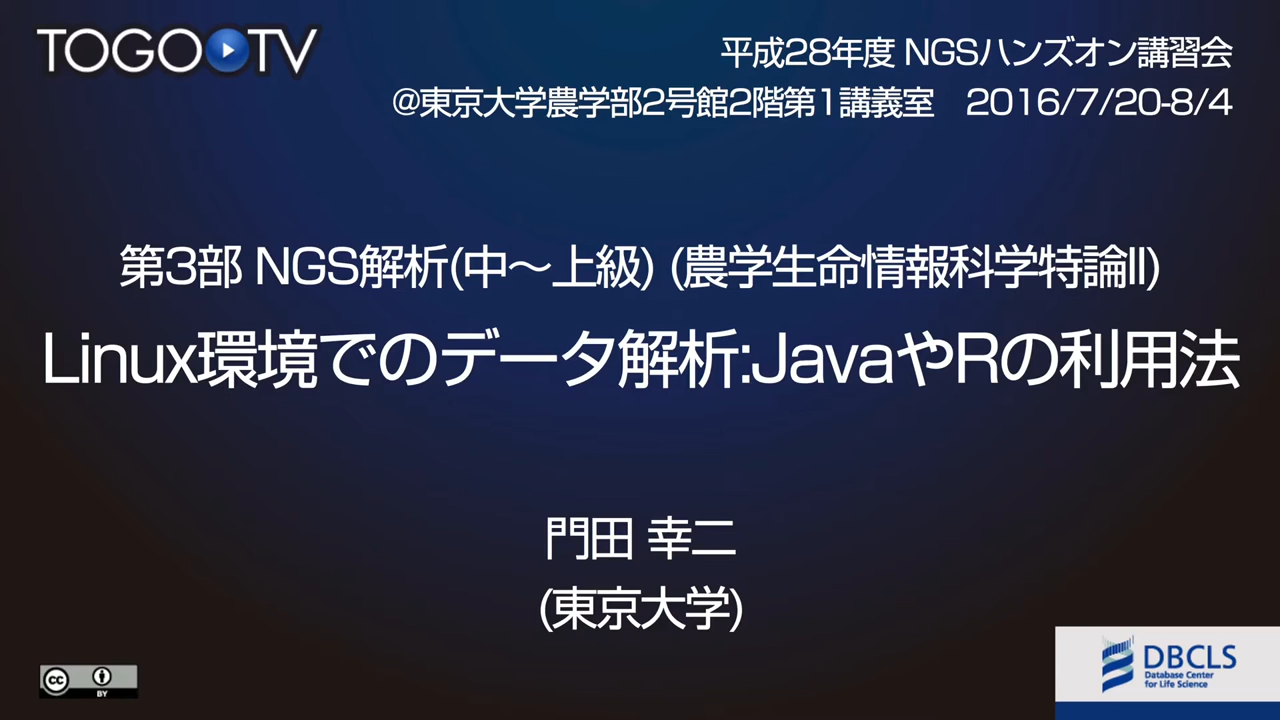 TOGO TV
平成28年度 NGSハンズオン講習会
@東京大学農学部2号館2階第1講義室　2016/7/20-8/4
第3部 NGS解析(中〜上級) (農学生命情報科学特論II)
Linux環境でのデータ解析:JavaやRの利用法
門田 幸二
(東京大学)
cc
BY
DBCLS
Database Center
for Life Science